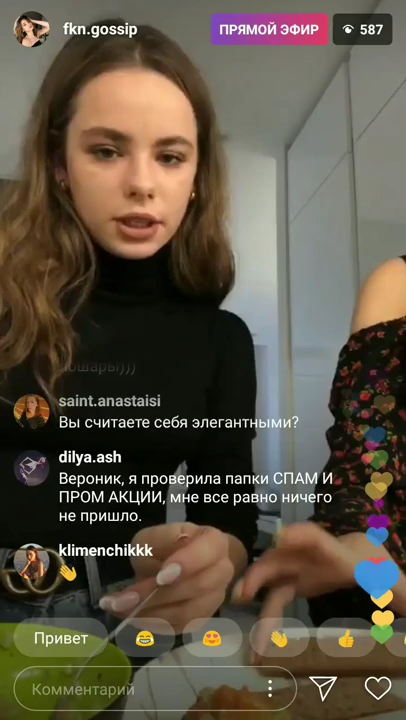 fkn.gossip
ПРЯМОЙ ЭФИР
587
saint.anastaisi
Вы считаете себя элегантными?
dilya.ash
Вероник, я проверила папки СПАМ И
ПРОМ АКЦИИ, мне все равно ничего
не пришло.
klimenchikkk
👋
Привет
😂
😍
👋
👍
Комментарий